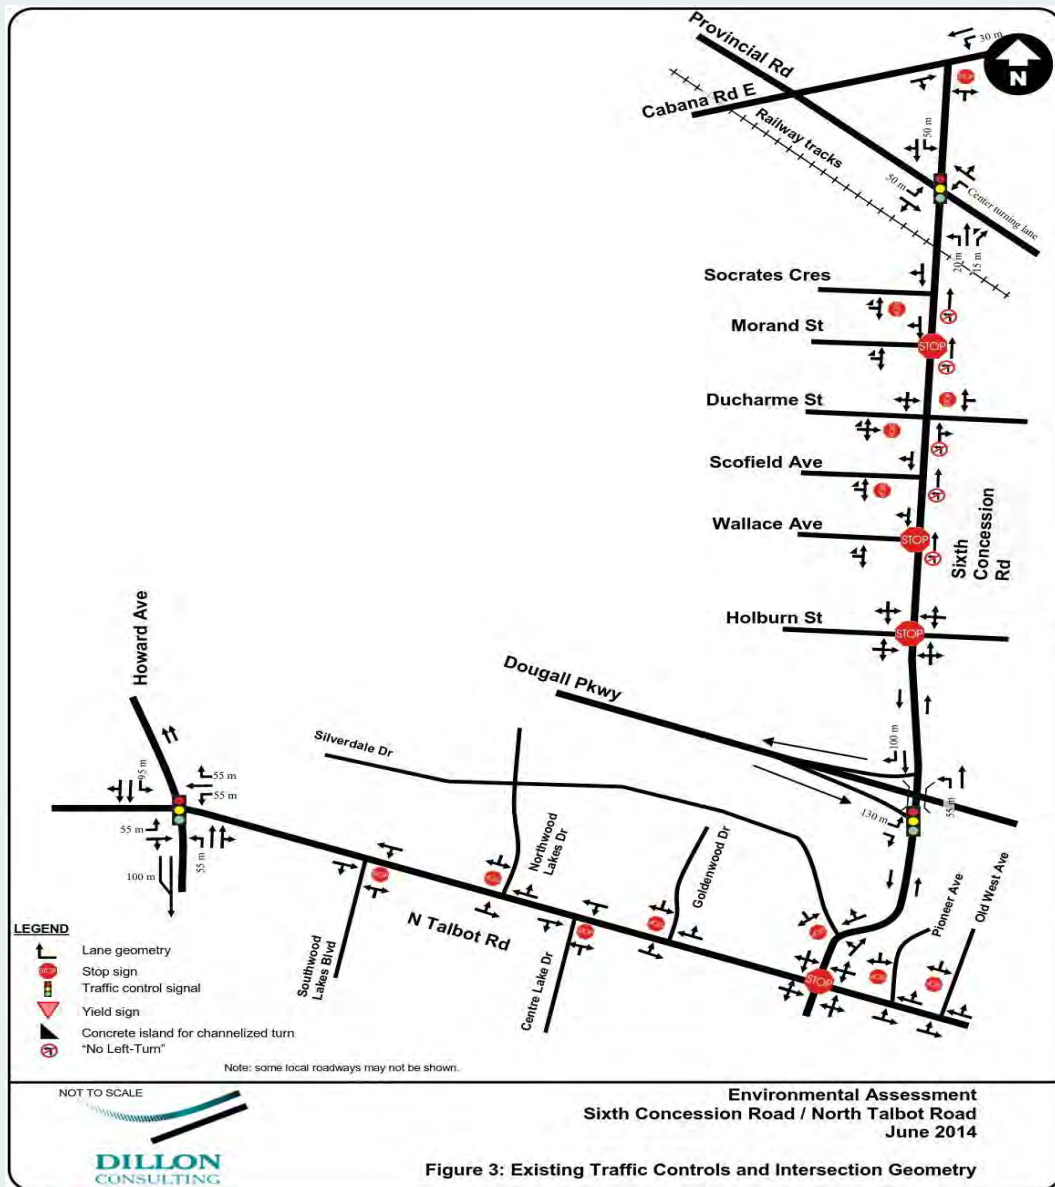 30 m
N
Provincial Rd
STOP
Cabana Rd E
Railway tracks
50 m
50 m
Center turning lane
20 m
15 m
Socrates Cres
Morand St
STOP
Ducharme St
Scofield Ave
Wallace Ave
STOP
Sixth
Concession
Rd
Holburn St
STOP
Howard Ave
Dougall Pkwy
Silverdale Dr
100 m
95 m
55 m
55 m
55 m
55 m
100 m
130 m
55 m
Northwood
Lakes Dr
Goldenwood Dr
Pioneer Ave
Old West Ave
N Talbot Rd
Southwood
Lakes Blvd
Centre Lake Dr
STOP
LEGEND
Lane geometry
STOP
Stop sign
Traffic control signal
Yield sign
Concrete island for channelized turn
"No Left-Turn"
Note: some local roadways may not be shown.
NOT TO SCALE
DILLON
CONSULTING
Environmental Assessment
Sixth Concession Road / North Talbot Road
June 2014
Figure 3: Existing Traffic Controls and Intersection Geometry